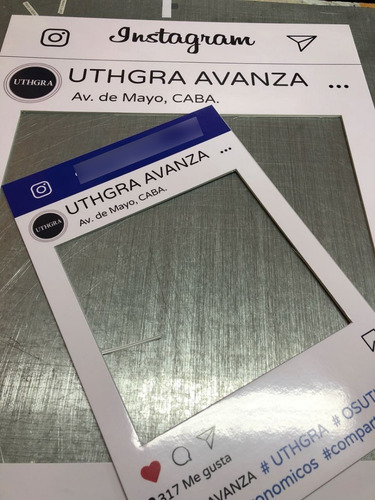 Instagram
UTHGRA
UTHGRA AVANZA
Av. de Mayo, CABA.
UTHGRA
UTHGRA AVANZA
Av. de Mayo, CABA.
317 Me gusta
AVANZA # UTHGRA # OSUT
onomicos #compar